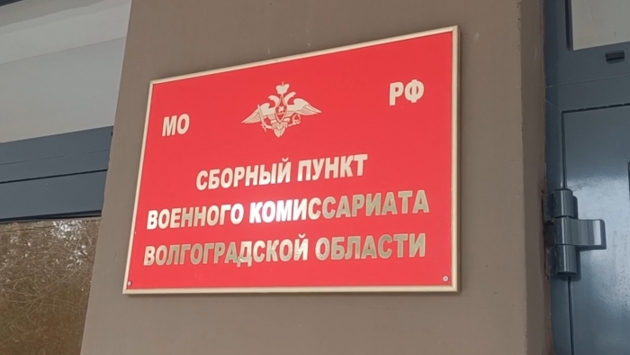 МО РФ
СБОРНЫЙ ПУНКТ
ВОЕННОГО КОМИССАРИАТА
ВОЛГОГРАДСКОЙ ОБЛАСТИ